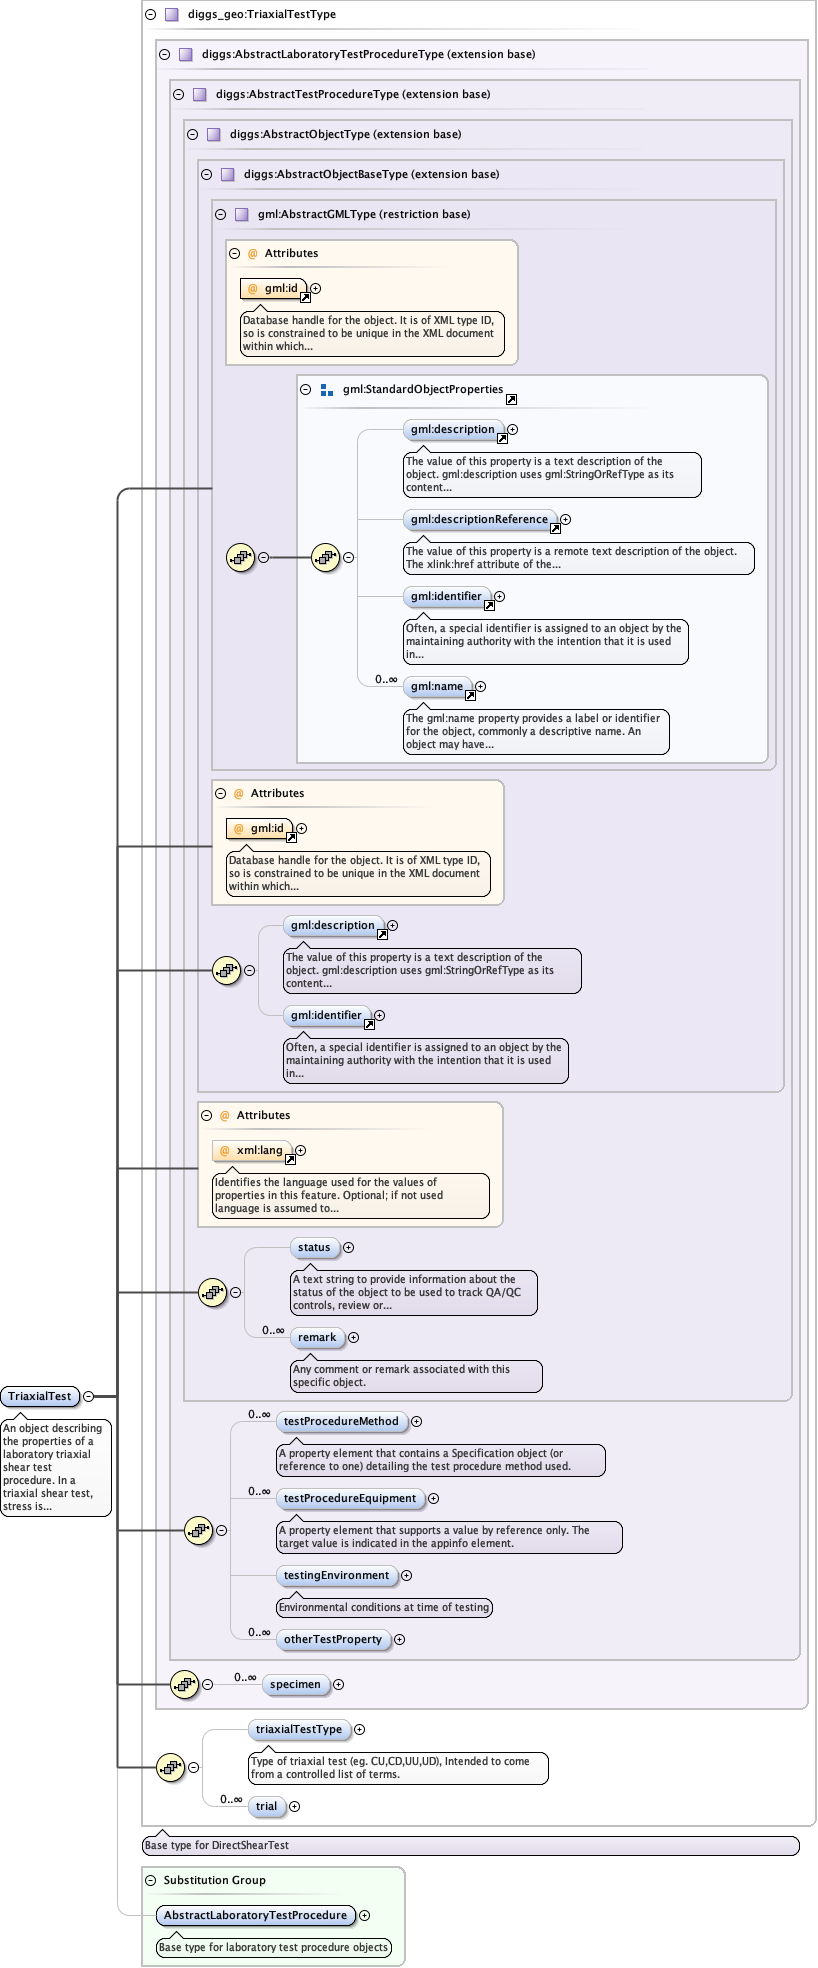 diggs_geo:TriaxialTestType
diggs:AbstractLaboratoryTestProcedureType (extension base)
diggs:AbstractTestProcedureType (extension base)
diggs:AbstractObjectType (extension base)
diggs:AbstractObjectBaseType (extension base)
gml:AbstractGMLType (restriction base)
@ Attributes
@ gml:id
Database handle for the object. It is of XML type ID,
so is constrained to be unique in the XML document
within which...
gml:StandardObjectProperties
gml:description
The value of this property is a text description of the
object. gml:description uses gml:StringOrRefType as its
content...
gml:descriptionReference
The value of this property is a remote text description of the object.
The xlink:href attribute of the...
gml:identifier
Often, a special identifier is assigned to an object by the
maintaining authority with the intention that it is used
in...
0..∞
gml:name
The gml:name property provides a label or identifier
for the object, commonly a descriptive name. An
object may have...
@ Attributes
@ gml:id
Database handle for the object. It is of XML type ID,
so is constrained to be unique in the XML document
within which...
gml:description
The value of this property is a text description of the
object. gml:description uses gml:StringOrRefType as its
content...
gml:identifier
Often, a special identifier is assigned to an object by the
maintaining authority with the intention that it is used
in...
@ Attributes
@ xml:lang
Identifies the language used for the values of
properties in this feature. Optional; if not used
language is assumed to...
status
A text string to provide information about the
status of the object to be used to track QA/QC
controls, review or...
0..∞
remark
Any comment or remark associated with this
specific object.
TriaxialTest
An object describing
the properties of a
laboratory triaxial
shear test
procedure. In a
triaxial shear test,
stress is...
0..∞
testProcedureMethod
A property element that contains a Specification object (or
reference to one) detailing the test procedure method used.
0..∞
testProcedureEquipment
A property element that supports a value by reference only. The
target value is indicated in the appinfo element.
testingEnvironment
Environmental conditions at time of testing
0..∞
otherTestProperty
0..∞
specimen
triaxialTestType
Type of triaxial test (eg. CU,CD,UU,UD), Intended to come
from a controlled list of terms.
0..∞
trial
Base type for DirectShearTest
Substitution Group
AbstractLaboratoryTestProcedure
Base type for laboratory test procedure objects